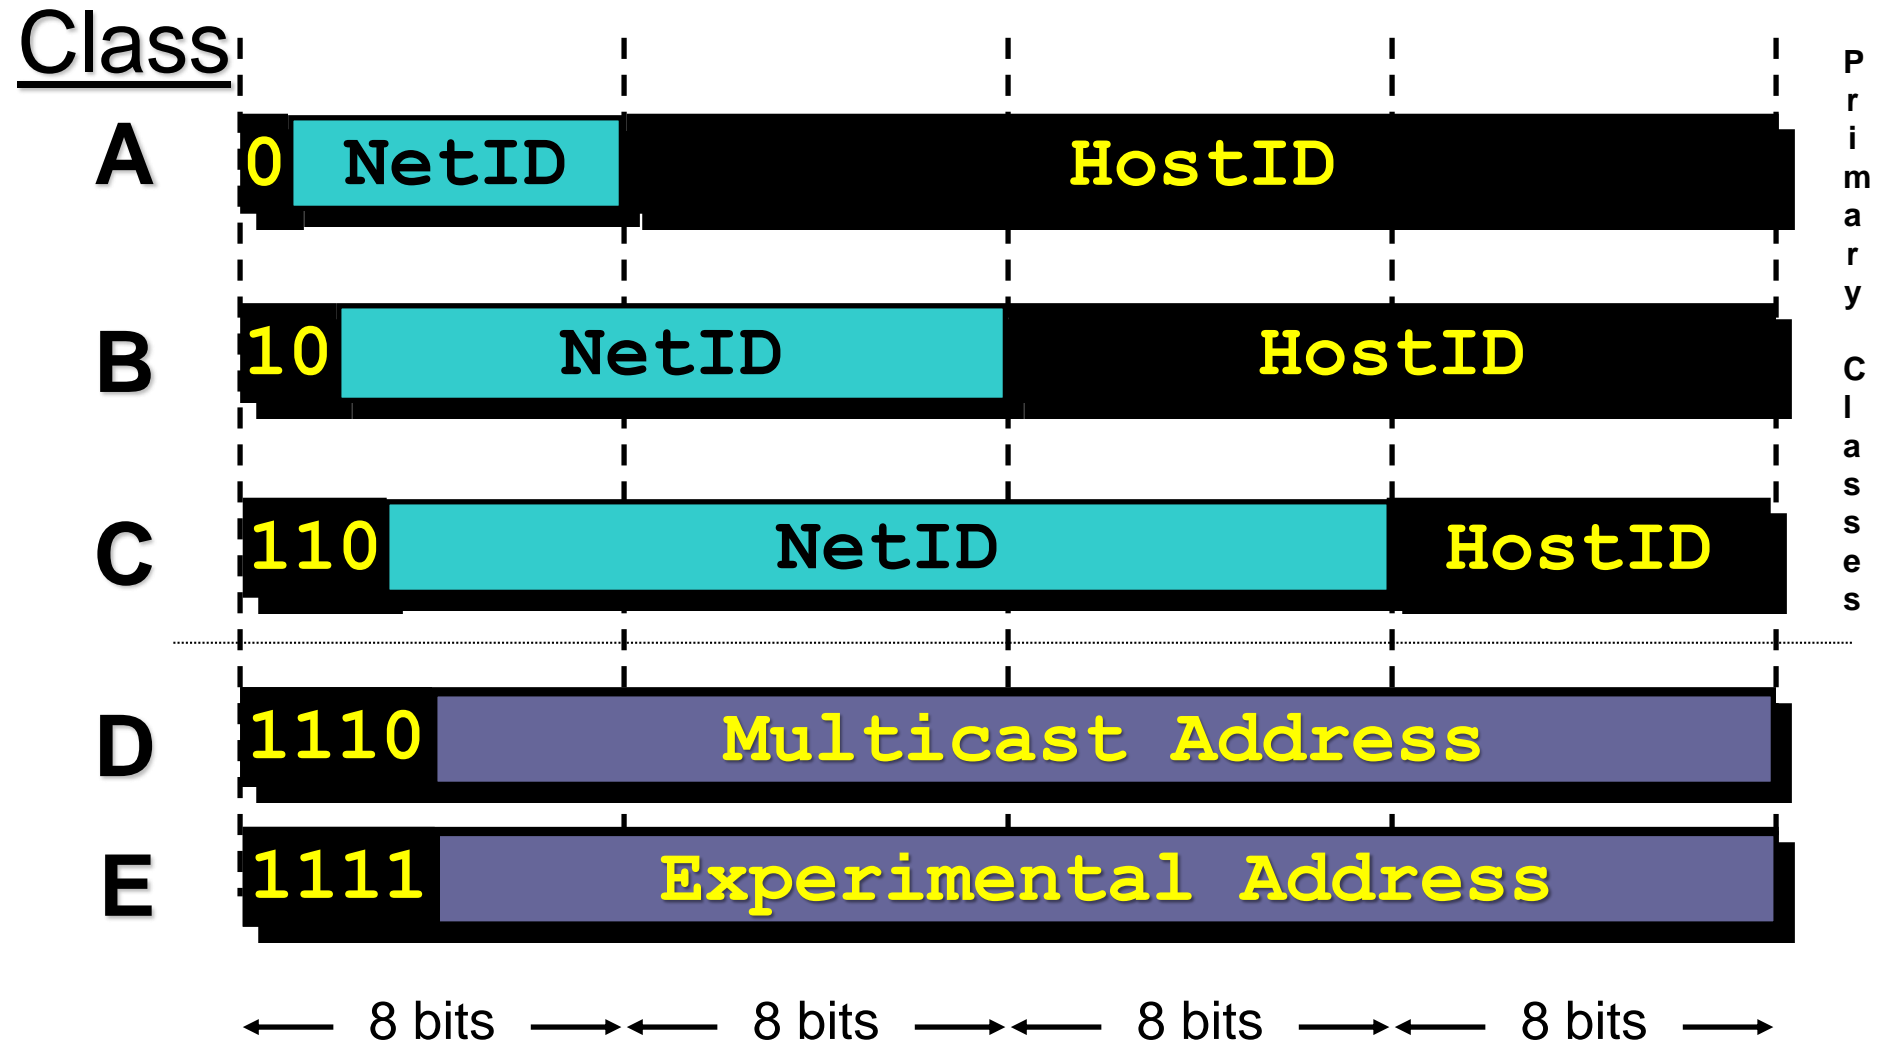 Class
A 0 NetID HostID
B 10 NetID HostID
C 110 NetID HostID
D 1110 Multicast Address
E 1111 Experimental Address
8 bits 8 bits 8 bits 8 bits
Primary Classes